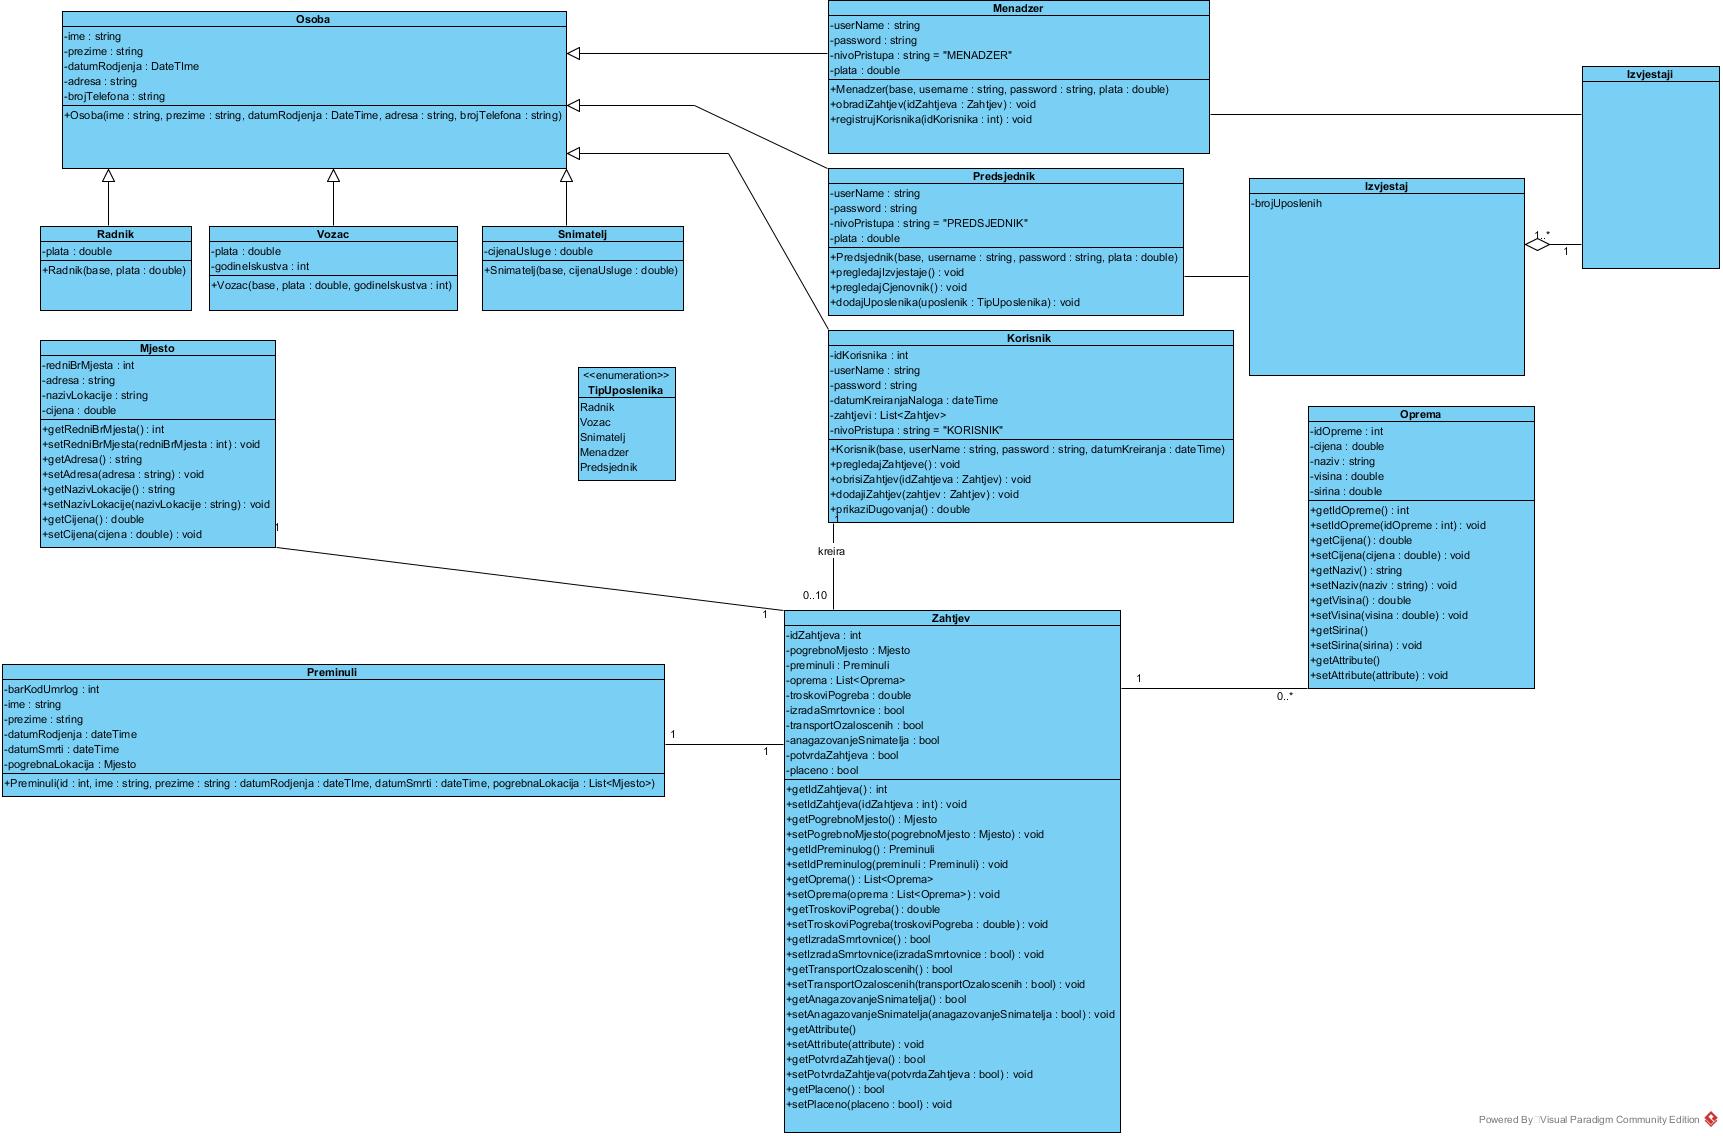 Osoba
-ime : string
-prezime : string
-datumRodjenja : DateTIme
-adresa : string
-brojTelefona : string
+Osoba(ime : string, prezime : string, datumRodjenja : DateTime, adresa : string, brojTelefona : string)
Menadzer
-userName : string
-password : string
-nivoPristupa : string = "MENADZER"
-plata : double
+Menadzer(base, username : string, password : string, plata : double)
+obradiZahtjev(idZahtjeva : Zahtjev) : void
+registrujKorisnika(idKorisnika : int) : void
Izvjestaji
Predsjednik
-userName : string
-password : string
-nivoPristupa : string = "PREDSJEDNIK"
-plata : double
+Predsjednik(base, username : string, password : string, plata : double)
+pregledajIzvjestaje() : void
+pregledajCjenovnik() : void
+dodajUposlenika(uposlenik : TipUposlenika) : void
Izvjestaj
-brojUposlenih
1..*
1
Radnik
-plata : double
+Radnik(base, plata : double)
Vozac
-plata : double
-godineIskustva : int
+Vozac(base, plata : double, godineIskustva : int)
Snimatelj
-cijenaUsluge : double
+Snimatelj(base, cijenaUsluge : double)
Mjesto
-redniBrMjesta : int
-adresa : string
-nazivLokacije : string
-cijena : double
+getRedniBrMjesta() : int
+setRedniBrMjesta(redniBrMjesta : int) : void
+getAdresa() : string
+setAdresa(adresa : string) : void
+getNazivLokacije() : string
+setNazivLokacije(nazivLokacije : string) : void
+getCijena() : double
+setCijena(cijena : double) : void
1
1
<<enumeration>>
TipUposlenika
Radnik
Vozac
Snimatelj
Menadzer
Predsjednik
Korisnik
-idKorisnika : int
-userName : string
-password : string
-datumKreiranjaNaloga : dateTime
-zahtjevi : List<Zahtjev>
-nivoPristupa : string = "KORISNIK"
+Korisnik(base, userName : string, password : string, datumKreiranja : dateTime)
+pregledajZahtjeve() : void
+obrisiZahtjev(idZahtjeva : Zahtjev) : void
+dodajiZahtjev(zahtjev : Zahtjev) : void
+prikaziDugovanja() : double
1
kreira
0..10
Oprema
-idOpreme : int
-cijena : double
-naziv : string
-visina : double
-sirina : double
+getIdOpreme() : int
+setIdOpreme(idOpreme : int) : void
+getCijena() : double
+setCijena(cijena : double) : void
+getNaziv() : string
+setNaziv(naziv : string) : void
+getVisina() : double
+setVisina(visina : double) : void
+getSirina()
+setSirina(sirina) : void
+getAttribute()
+setAttribute(attribute) : void
1
0..*
Preminuli
-barKodUmrlog : int
-ime : string
-prezime : string
-datumRodjenja : dateTime
-datumSmrti : dateTime
-pogrebnaLokacija : Mjesto
+Preminuli(id : int, ime : string, prezime : string : datumRodjenja : dateTIme, datumSmrti : dateTime, pogrebnaLokacija : List<Mjesto>)
1
1
Zahtjev
-idZahtjeva : int
-pogrebnoMjesto : Mjesto
-preminuli : Preminuli
-oprema : List<Oprema>
-troskoviPogreba : double
-izradaSmrtovnice : bool
-transportOzaloscenih : bool
-anagazovanjeSnimatelja : bool
-potvrdaZahtjeva : bool
-placeno : bool
+getIdZahtjeva() : int
+setIdZahtjeva(idZahtjeva : int) : void
+getPogrebnoMjesto() : Mjesto
+setPogrebnoMjesto(pogrebnoMjesto : Mjesto) : void
+getIdPreminulog() : Preminuli
+setIdPreminulog(preminuli : Preminuli) : void
+getOprema() : List<Oprema>
+setOprema(oprema : List<Oprema>) : void
+getTroskoviPogreba() : double
+setTroskoviPogreba(troskoviPogreba : double) : void
+getIzradaSmrtovnice() : bool
+setIzradaSmrtovnice(izradaSmrtovnice : bool) : void
+getTransportOzaloscenih() : bool
+setTransportOzaloscenih(transportOzaloscenih : bool) : void
+getAnagazovanjeSnimatelja() : bool
+setAnagazovanjeSnimatelja(anagazovanjeSnimatelja : bool) : void
+getAttribute()
+setAttribute(attribute) : void
+getPotvrdaZahtjeva() : bool
+setPotvrdaZahtjeva(potvrdaZahtjeva : bool) : void
+getPlaceno() : bool
+setPlaceno(placeno : bool) : void
Powered By Visual Paradigm Community Edition